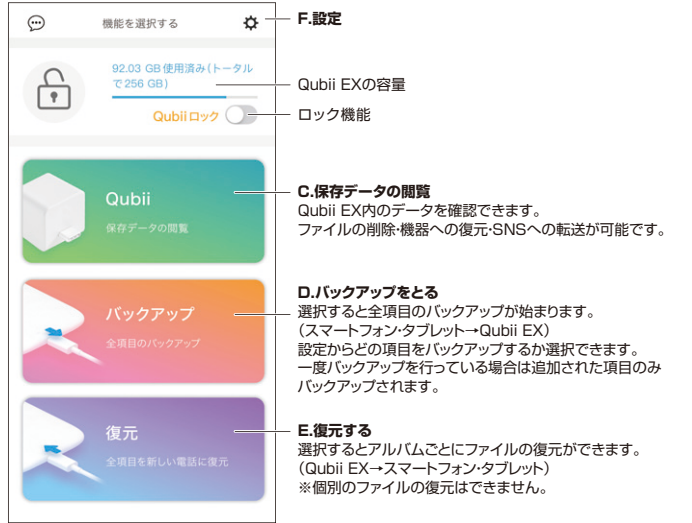 機能を選択する
F.設定
92.03 GB 使用済み(トータル
で 256 GB)
Qubii EXの容量
Qubii ロック
ロック機能
Qubii
保存データの閲覧
C.保存データの閲覧
Qubii EX内のデータを確認できます。
ファイルの削除・機器への復元・SNSへの転送が可能です。
バックアップ
全項目のバックアップ
D.バックアップをとる
選択すると全項目のバックアップが始まります。
(スマートフォン・タブレット→Qubii EX)
設定からどの項目をバックアップするか選択できます。
一度バックアップを行っている場合は追加された項目のみ
バックアップされます。
復元
全項目を新しい電話に復元
E.復元する
選択するとアルバムごとにファイルの復元ができます。
(Qubii EX→スマートフォン・タブレット)
※個別のファイルの復元はできません。